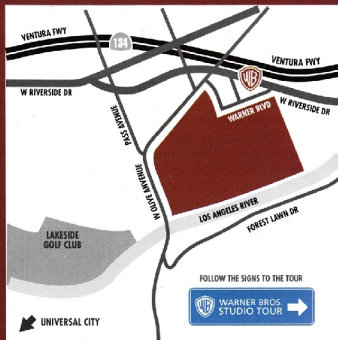 VENTURA FWY
134
VENTURA FWY
WB
W RIVERSIDE DR
W RIVERSIDE DR
WARNER BLVD
PASS AVENUE
W OLIVE ANVENUE
LOS ANGELES RIVER
FOREST LAWN DR
LAKESIDE
GOLF CLUB
FOLLOW THE SIGNS TO THE TOUR
WB
WARNER BROS.
STUDIO TOUR
UNIVERSAL CITY